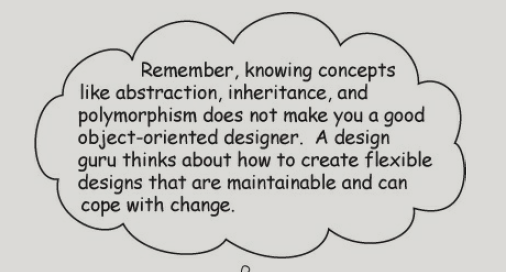 Remember, knowing concepts
like abstraction, inheritance, and
polymorphism does not make you a good
object-oriented designer. A design
guru thinks about how to create flexible
designs that are maintainable and can
cope with change.